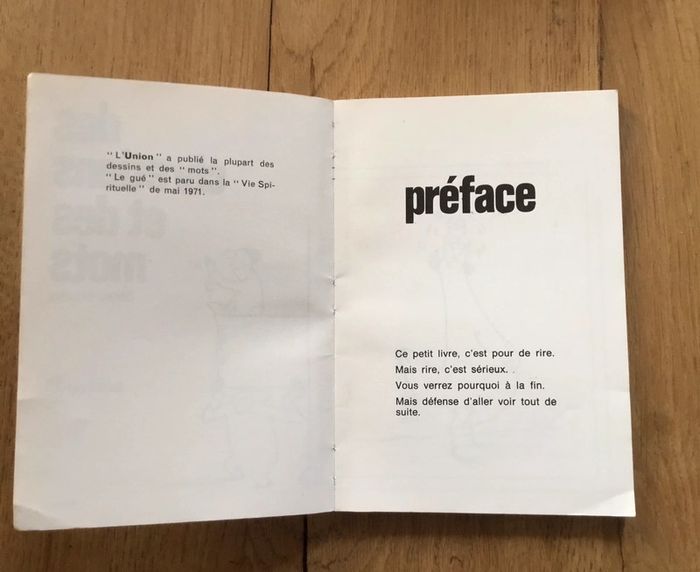 "L'Union" a publié la plupart des
dessins et des "mots".
"Le gué" est paru dans la "Vie Spi-
rituelle" de mai 1971.
préface
Ce petit livre, c'est pour de rire.
Mais rire, c'est sérieux.
Vous verrez pourquoi à la fin.
Mais défense d'aller voir tout de
suite.